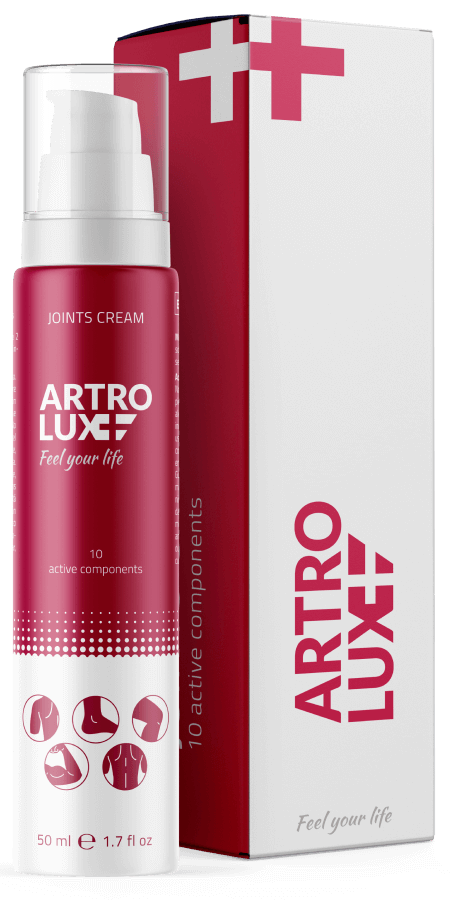 JOINTS CREAM
ARTRO
LUX
Feel your life
10
active components
50 ml ℮ 1.7 fl oz
10 active components
ARTRO
LUX
Feel your life